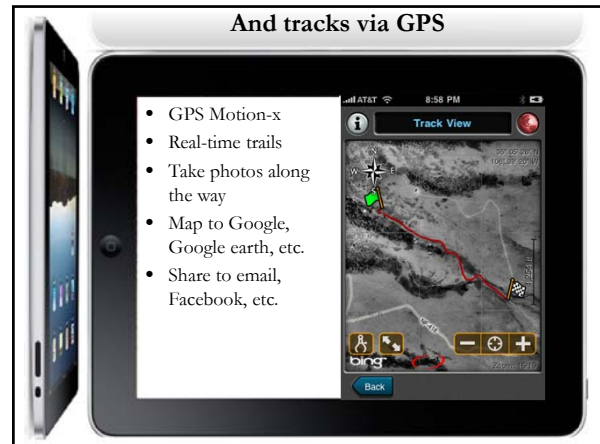 And tracks via GPS
• GPS Motion-x
• Real-time trails
• Take photos along
the way
• Map to Google,
Google earth, etc.
• Share to email,
Facebook, etc.
AT&T 8:58 PM
i Track View
N
W E
bing
Back